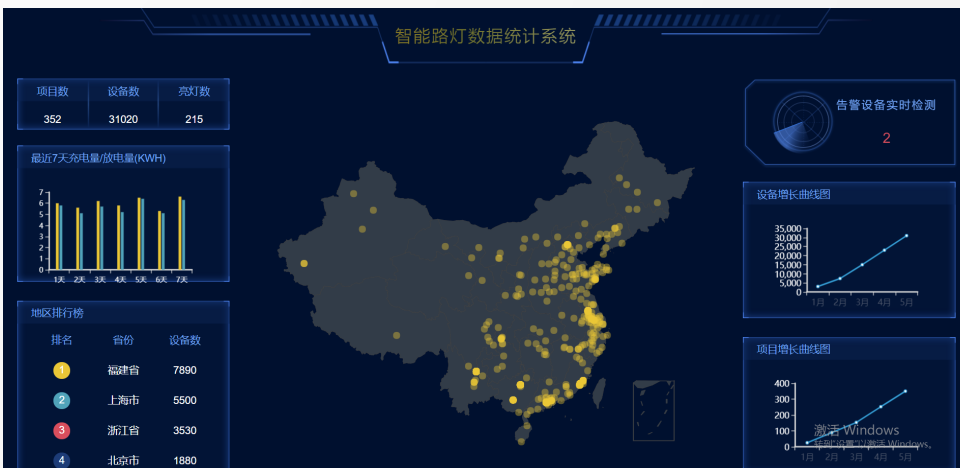 智能路灯数据统计系统
项目数 设备数 亮灯数
352 31020 215
最近7天充电量/放电量(KWH)
7
6
5
4
3
2
1
0
1天 2天 3天 4天 5天 6天 7天
地区排行榜
排名 省份 设备数
1 福建省 7890
2 上海市 5500
3 浙江省 3530
4 北京市 1880
告警设备实时检测
2
设备增长曲线图
35,000
30,000
25,000
20,000
15,000
10,000
5,000
0
1月 2月 3月 4月 5月
项目增长曲线图
400
300
200
100
0
1月 2月 3月 4月 5月
激活 Windows
转到"设置"以激活 Windows。